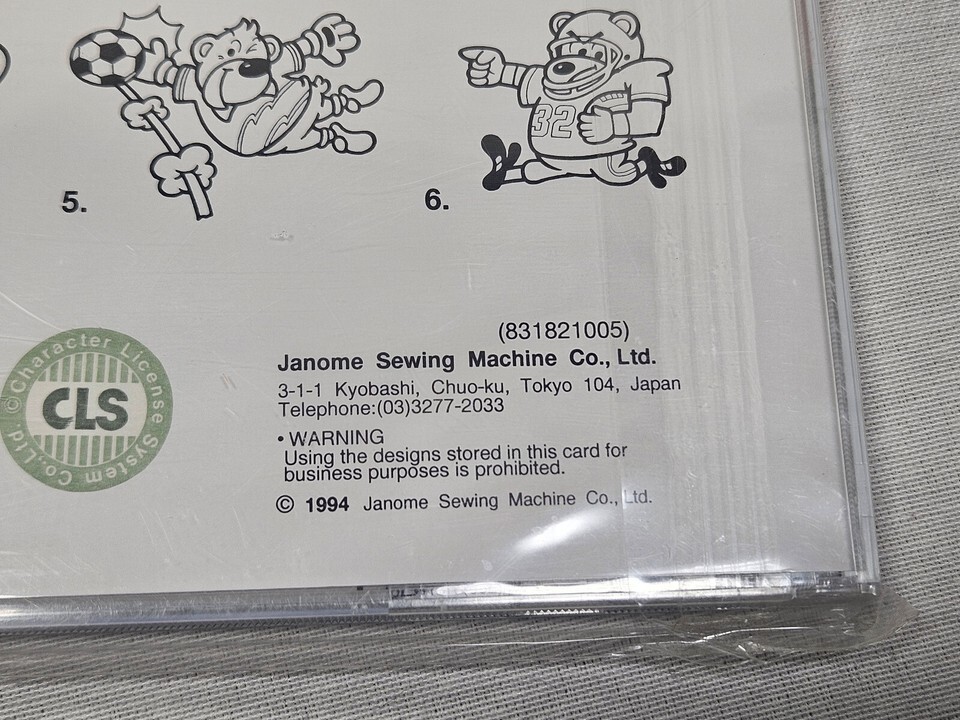 32
5.
6.
© Character License System Co., Ltd.
CLS
(831821005)
Janome Sewing Machine Co., Ltd.
3-1-1 Kyobashi, Chuo-ku, Tokyo 104, Japan
Telephone:(03)3277-2033
• WARNING
Using the designs stored in this card for
business purposes is prohibited.
© 1994 Janome Sewing Machine Co., Ltd.